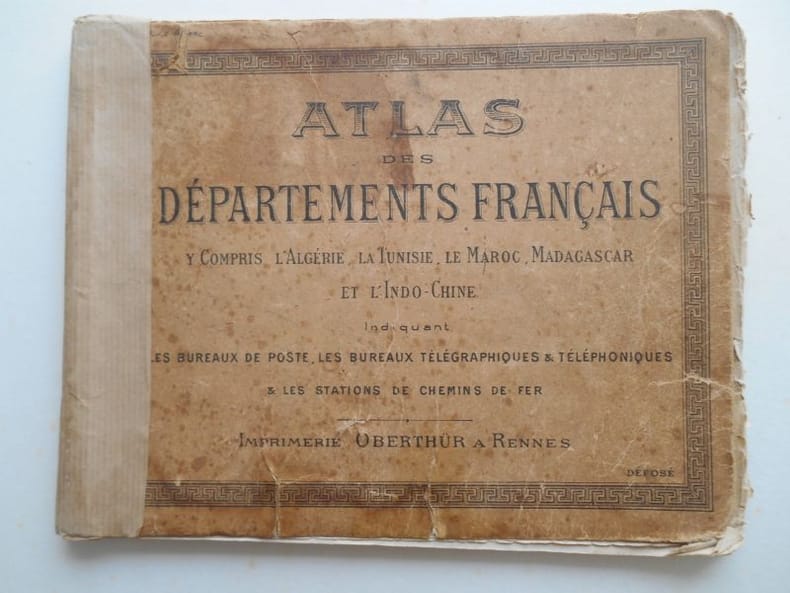 ATLAS
DES
DÉPARTEMENTS FRANÇAIS
Y COMPRIS L'ALGÉRIE, LA TUNISIE, LE MAROC, MADAGASCAR
ET L'INDO-CHINE
Indiquant
LES BUREAUX DE POSTE, LES BUREAUX TÉLÉGRAPHIQUES & TÉLÉPHONIQUES
& LES STATIONS DE CHEMINS DE FER
IMPRIMERIE OBERTHÜR A RENNES
DÉPOSÉ